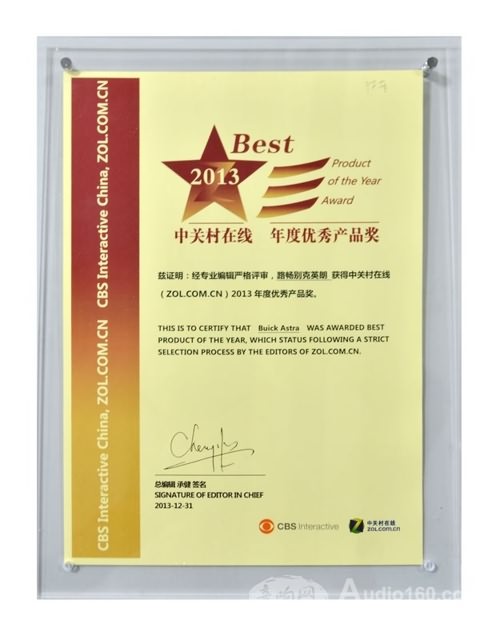 CBS Interactive China, ZOL.COM.CN
CBS Interactive China, ZOL.COM.CN
Best
2013
Product
of the Year
Award
中关村在线 年度优秀产品奖
兹证明：经专业编辑严格评审，路畅别克英朗 获得中关村在线
（ZOL.COM.CN）2013 年度优秀产品奖。
THIS IS TO CERTIFY THAT Buick Astra WAS AWARDED BEST
PRODUCT OF THE YEAR, WHICH STATUS FOLLOWING A STRICT
SELECTION PROCESS BY THE EDITORS OF ZOL.COM.CN.
总编辑 承健 签名
SIGNATURE OF EDITOR IN CHIEF
2013-12-31
CBS Interactive
中关村在线
ZOL.com.cn
音响网
Audio160.co